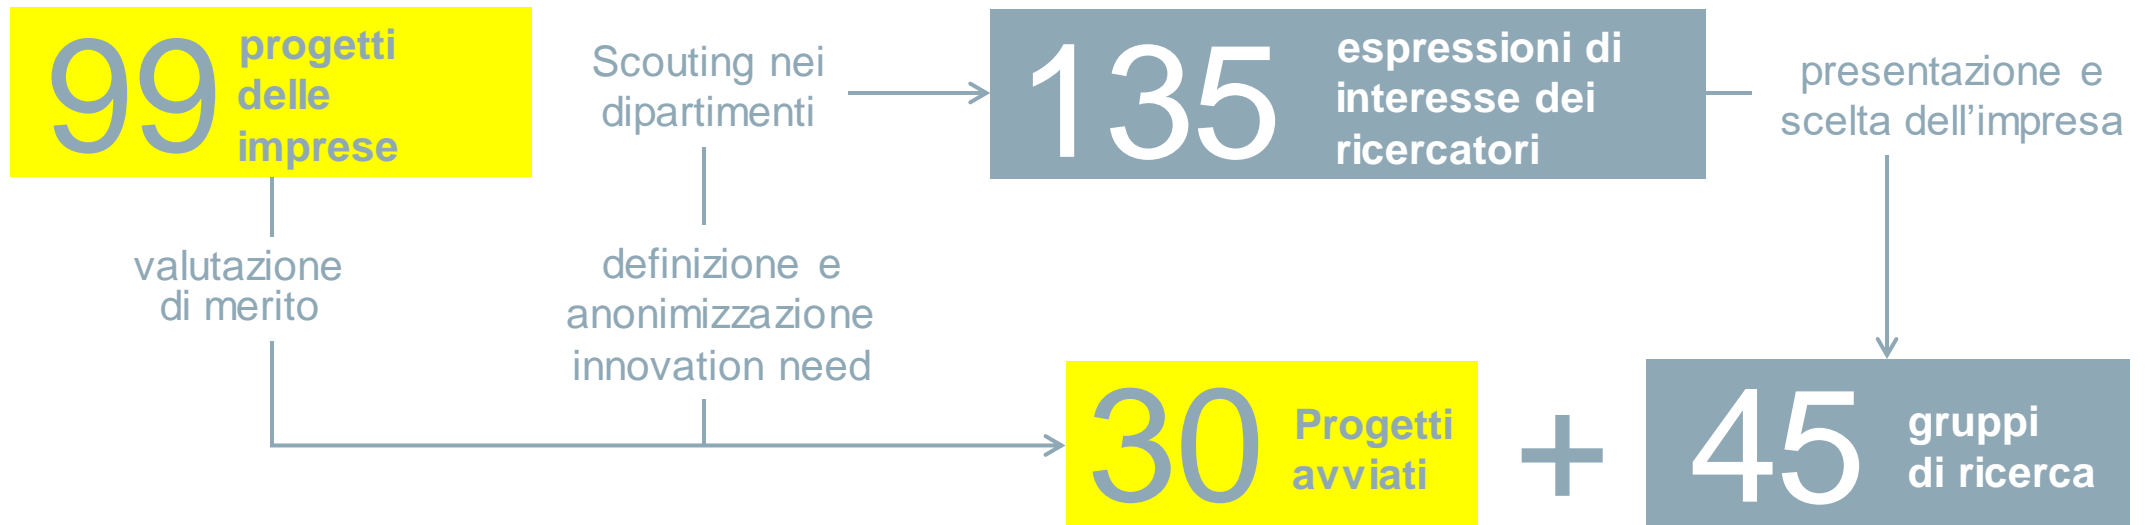 99
progetti
delle
imprese
Scouting nei
dipartimenti
135
espressioni di
interesse dei
ricercatori
presentazione e
scelta dell'impresa
valutazione
di merito
definizione e
anonimizzazione
innovation need
30
Progetti
avviati
+
45
gruppi
di ricerca